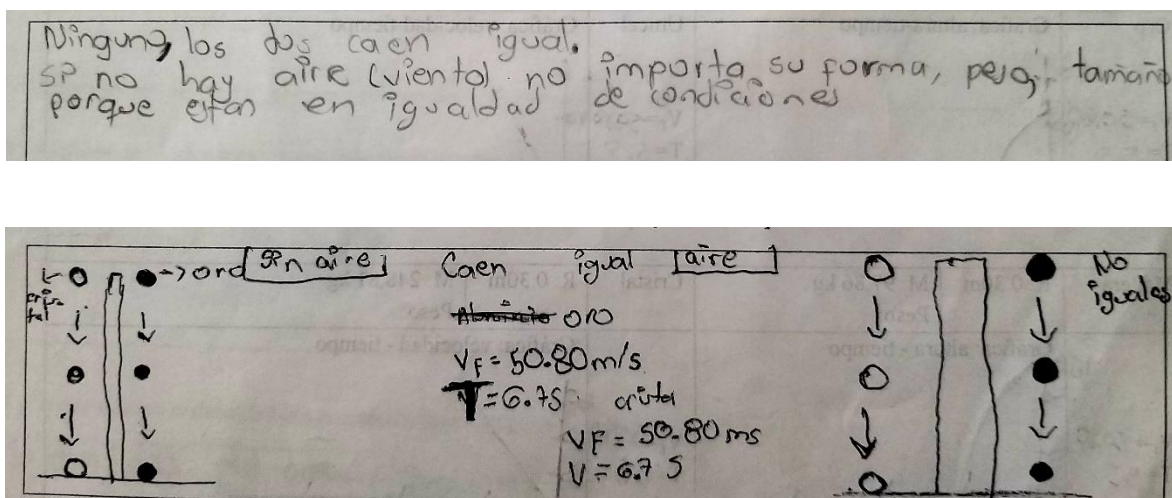 Ninguno, los dos caen igual.
si no hay aire (viento) no importa su forma, peso, tamaño
porque estan en igualdad de condiciones
oro
sin aire
Caen igual
aire
No iguales
cristal
Aluminio oro
VF = 50.80 m/s
T = 6.7 S
cristal
VF = 50.80 ms
V = 6.7 S